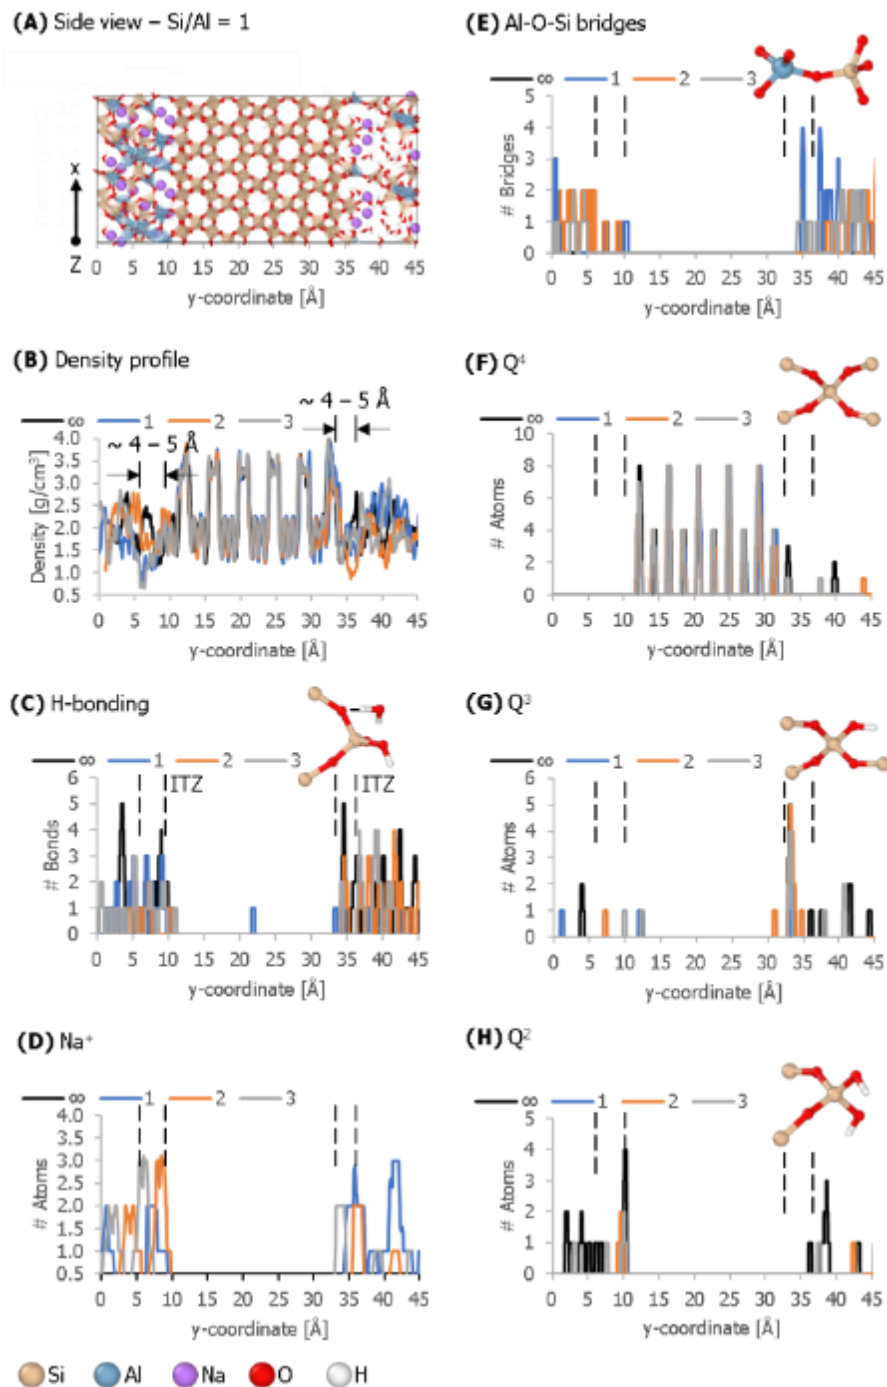 (A) Side view – Si/Al = 1
x
Z
0 5 10 15 20 25 30 35 40 45
y-coordinate [Å]
(B) Density profile
~ 4 – 5 Å
∞ 1 2 3
~ 4 – 5 Å
4.0
3.5
3.0
2.5
2.0
1.5
1.0
0.5
Density [g/cm³]
0 5 10 15 20 25 30 35 40 45
y-coordinate [Å]
(C) H-bonding
∞ 1 2 3
ITZ ITZ
6
5
4
3
2
1
0
# Bonds
0 5 10 15 20 25 30 35 40 45
y-coordinate [Å]
(D) Na⁺
∞ 1 2 3
4.0
3.5
3.0
2.5
2.0
1.5
1.0
0.5
# Atoms
0 5 10 15 20 25 30 35 40 45
y-coordinate [Å]
(E) Al-O-Si bridges
∞ 1 2 3
5
4
3
2
1
0
# Bridges
0 5 10 15 20 25 30 35 40 45
y-coordinate [Å]
(F) Q⁴
∞ 1 2 3
10
8
6
4
2
0
# Atoms
0 5 10 15 20 25 30 35 40 45
y-coordinate [Å]
(G) Q³
∞ 1 2 3
6
5
4
3
2
1
0
# Atoms
0 5 10 15 20 25 30 35 40 45
y-coordinate [Å]
(H) Q²
∞ 1 2 3
5
4
3
2
1
0
# Atoms
0 5 10 15 20 25 30 35 40 45
y-coordinate [Å]
Si Al Na O H